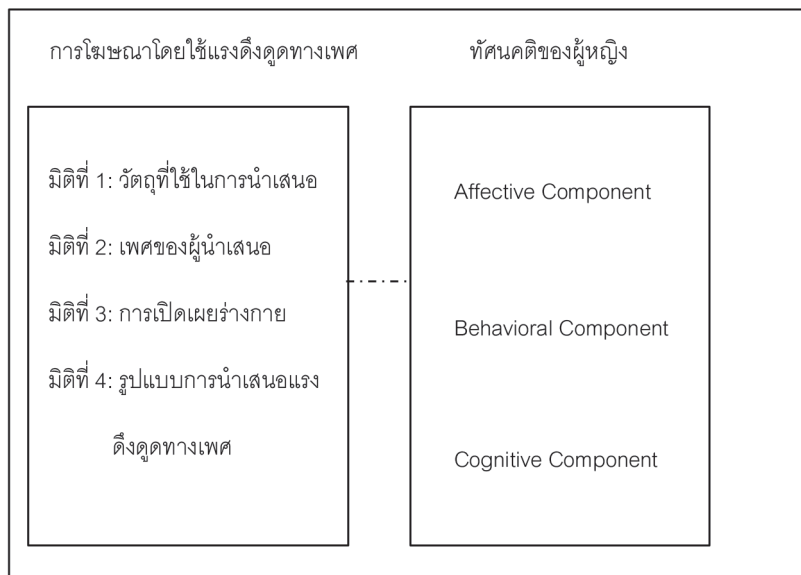 การโฆษณาโดยใช้แรงดึงดูดทางเพศ
ทัศนคติของผู้หญิง
มิติที่ 1: วัตถุที่ใช้ในการนำเสนอ
มิติที่ 2: เพศของผู้นำเสนอ
มิติที่ 3: การเปิดเผยร่างกาย
มิติที่ 4: รูปแบบการนำเสนอแรง
ดึงดูดทางเพศ
Affective Component
Behavioral Component
Cognitive Component